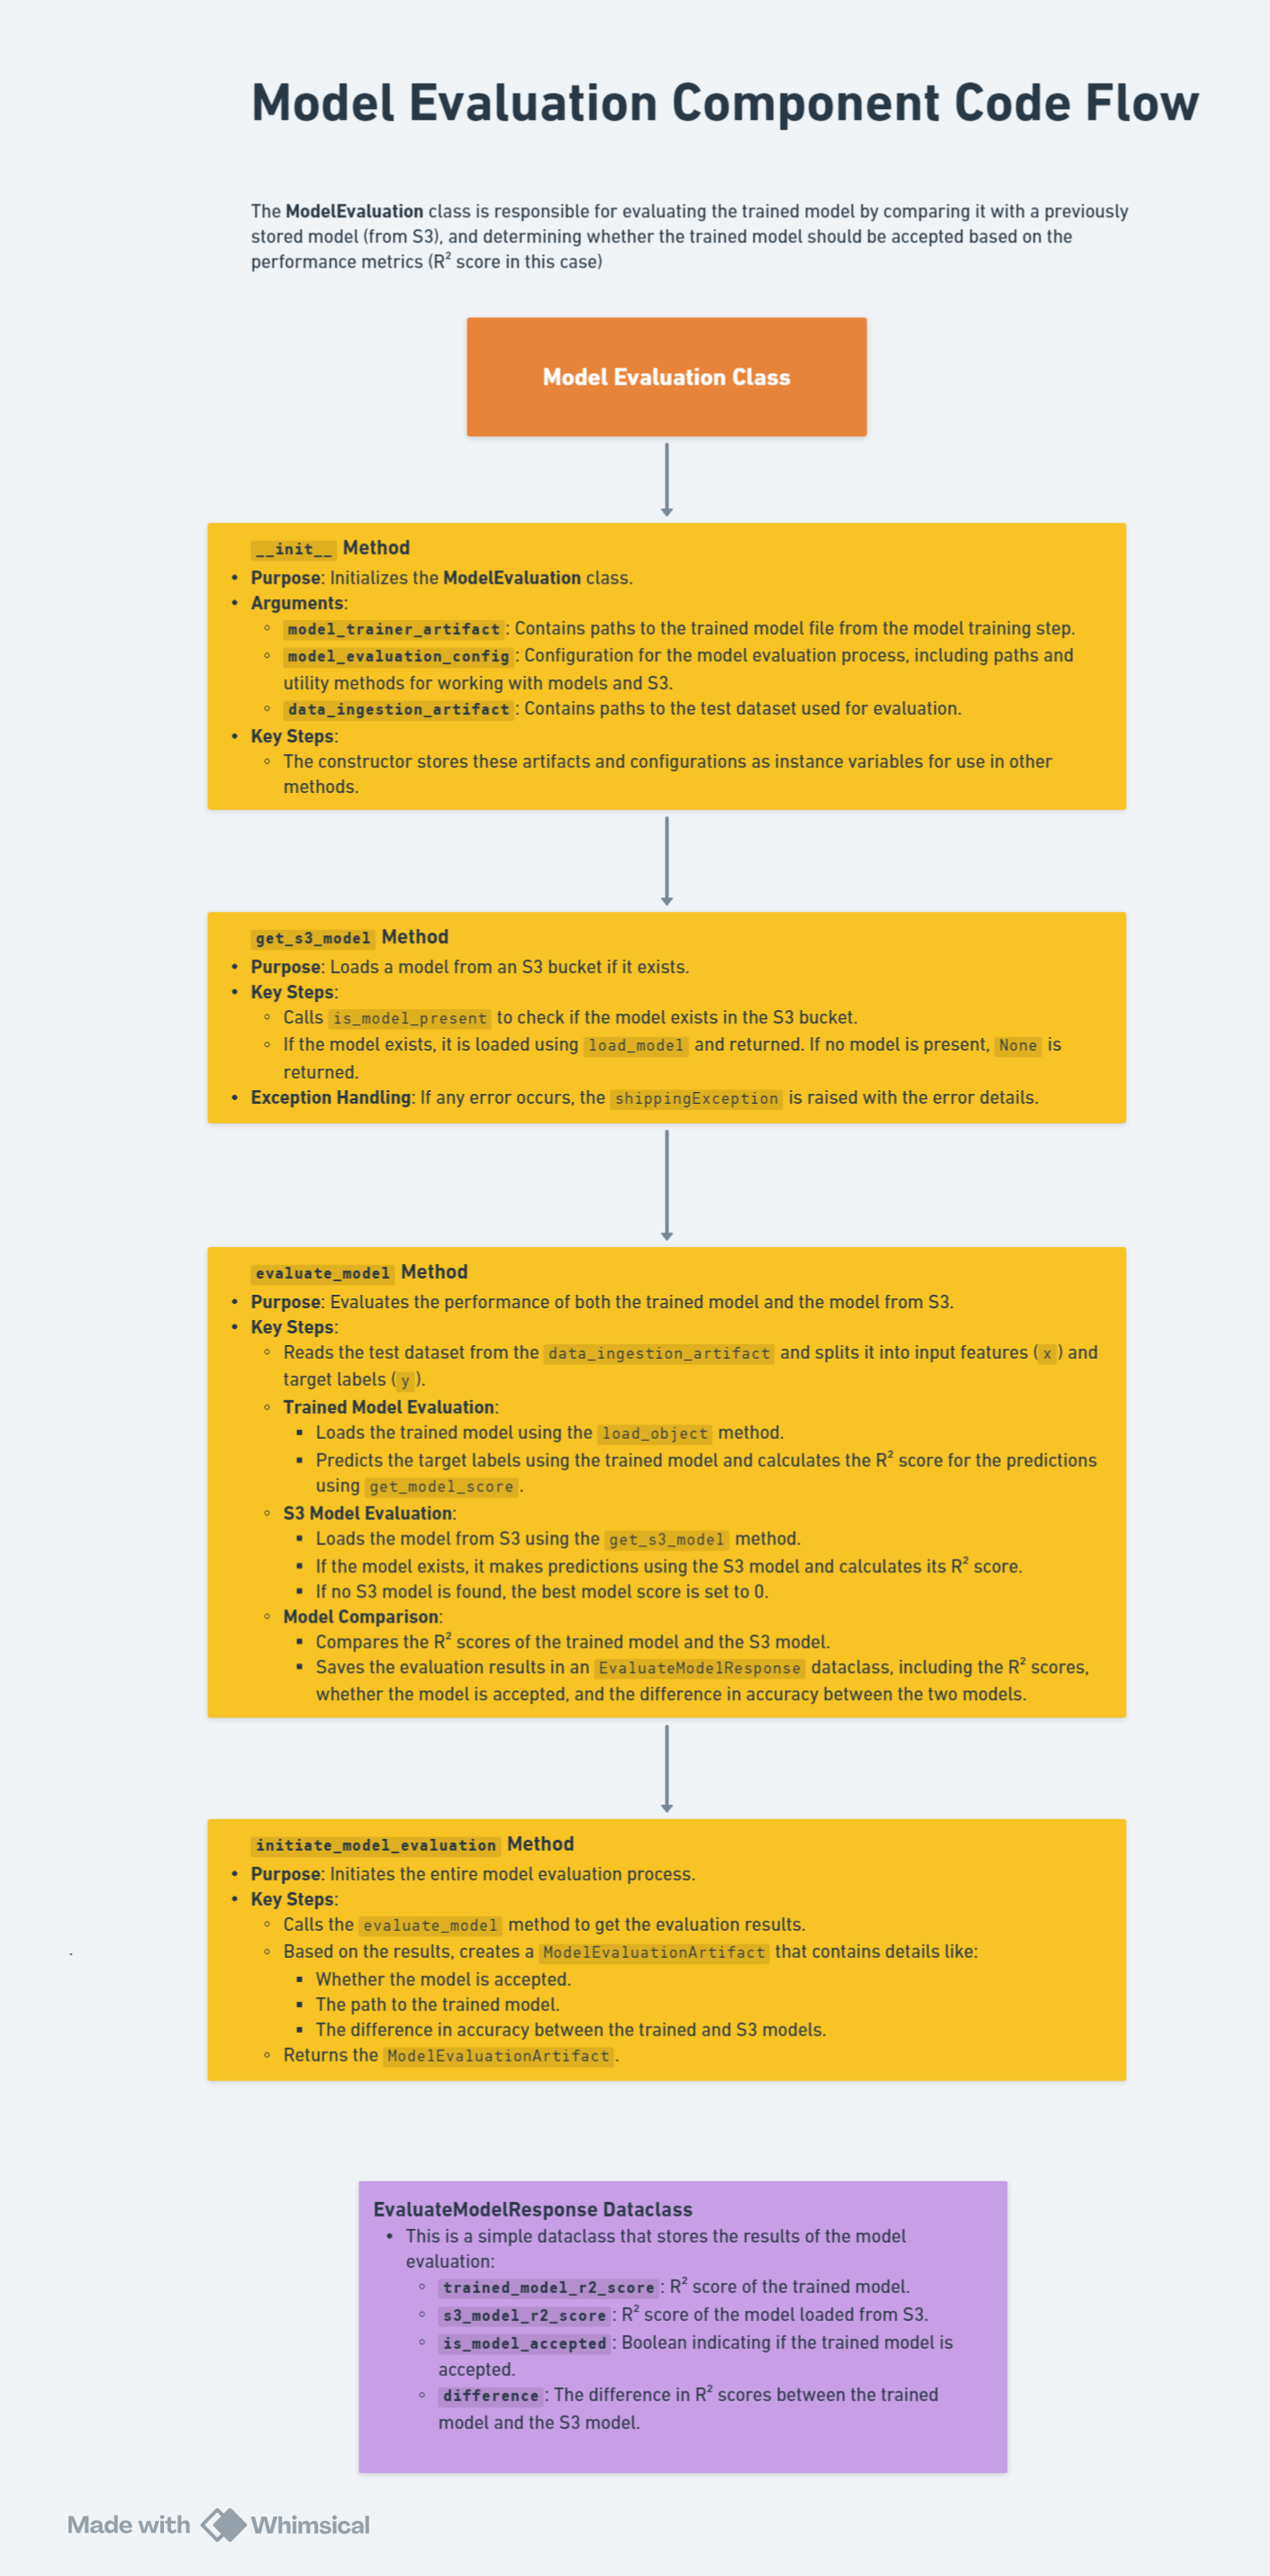 Model Evaluation Component Code Flow
The ModelEvaluation class is responsible for evaluating the trained model by comparing it with a previously
stored model (from S3), and determining whether the trained model should be accepted based on the
performance metrics (R² score in this case)
Model Evaluation Class
__init__ Method
• Purpose: Initializes the ModelEvaluation class.
• Arguments:
◦ model_trainer_artifact: Contains paths to the trained model file from the model training step.
◦ model_evaluation_config: Configuration for the model evaluation process, including paths and
utility methods for working with models and S3.
◦ data_ingestion_artifact: Contains paths to the test dataset used for evaluation.
• Key Steps:
◦ The constructor stores these artifacts and configurations as instance variables for use in other
methods.
get_s3_model Method
• Purpose: Loads a model from an S3 bucket if it exists.
• Key Steps:
◦ Calls is_model_present to check if the model exists in the S3 bucket.
◦ If the model exists, it is loaded using load_model and returned. If no model is present, None is
returned.
• Exception Handling: If any error occurs, the shippingException is raised with the error details.
evaluate_model Method
• Purpose: Evaluates the performance of both the trained model and the model from S3.
• Key Steps:
◦ Reads the test dataset from the data_ingestion_artifact and splits it into input features (x) and
target labels (y).
◦ Trained Model Evaluation:
▪ Loads the trained model using the load_object method.
▪ Predicts the target labels using the trained model and calculates the R² score for the predictions
using get_model_score.
◦ S3 Model Evaluation:
▪ Loads the model from S3 using the get_s3_model method.
▪ If the model exists, it makes predictions using the S3 model and calculates its R² score.
▪ If no S3 model is found, the best model score is set to 0.
◦ Model Comparison:
▪ Compares the R² scores of the trained model and the S3 model.
▪ Saves the evaluation results in an EvaluateModelResponse dataclass, including the R² scores,
whether the model is accepted, and the difference in accuracy between the two models.
initiate_model_evaluation Method
• Purpose: Initiates the entire model evaluation process.
• Key Steps:
◦ Calls the evaluate_model method to get the evaluation results.
◦ Based on the results, creates a ModelEvaluationArtifact that contains details like:
▪ Whether the model is accepted.
▪ The path to the trained model.
▪ The difference in accuracy between the trained and S3 models.
◦ Returns the ModelEvaluationArtifact.
EvaluateModelResponse Dataclass
• This is a simple dataclass that stores the results of the model
evaluation:
◦ trained_model_r2_score: R² score of the trained model.
◦ s3_model_r2_score: R² score of the model loaded from S3.
◦ is_model_accepted: Boolean indicating if the trained model is
accepted.
◦ difference: The difference in R² scores between the trained
model and the S3 model.
Made with Whimsical